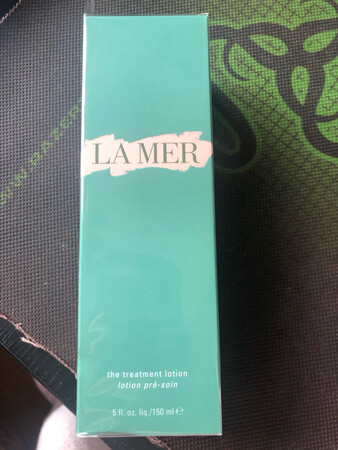 LA MER
the treatment lotion
lotion pré-soin
5 fl. oz. liq./150 ml ℮